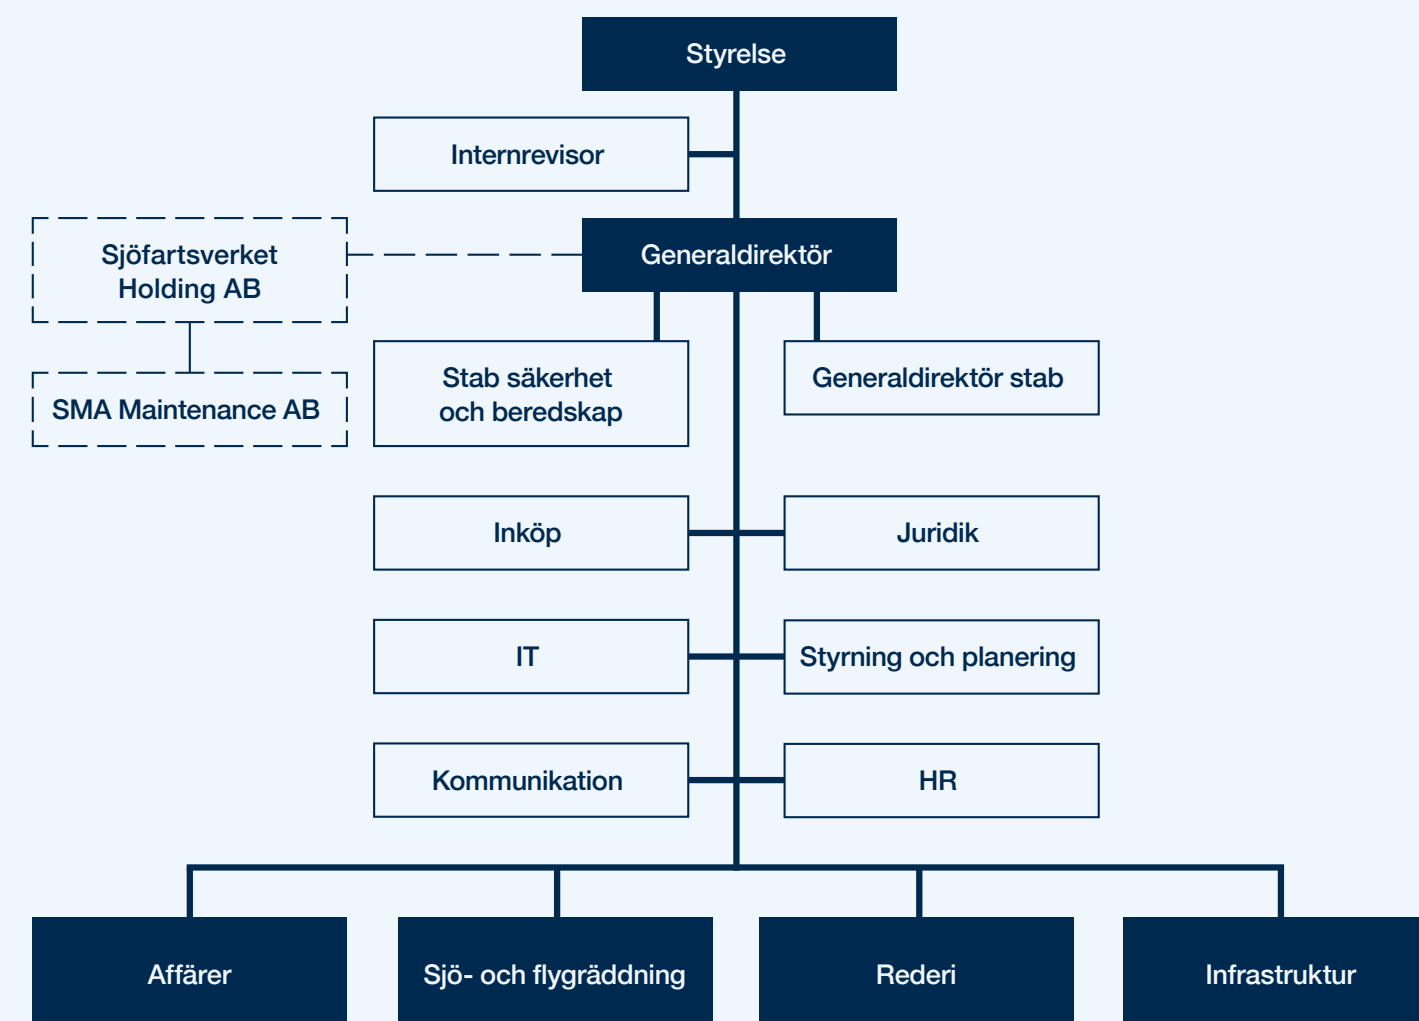 Styrelse
Internrevisor
Generaldirektör
Sjöfartsverket
Holding AB
SMA Maintenance AB
Stab säkerhet
och beredskap
Generaldirektör stab
Inköp
Juridik
IT
Styrning och planering
Kommunikation
HR
Affärer
Sjö- och flygräddning
Rederi
Infrastruktur